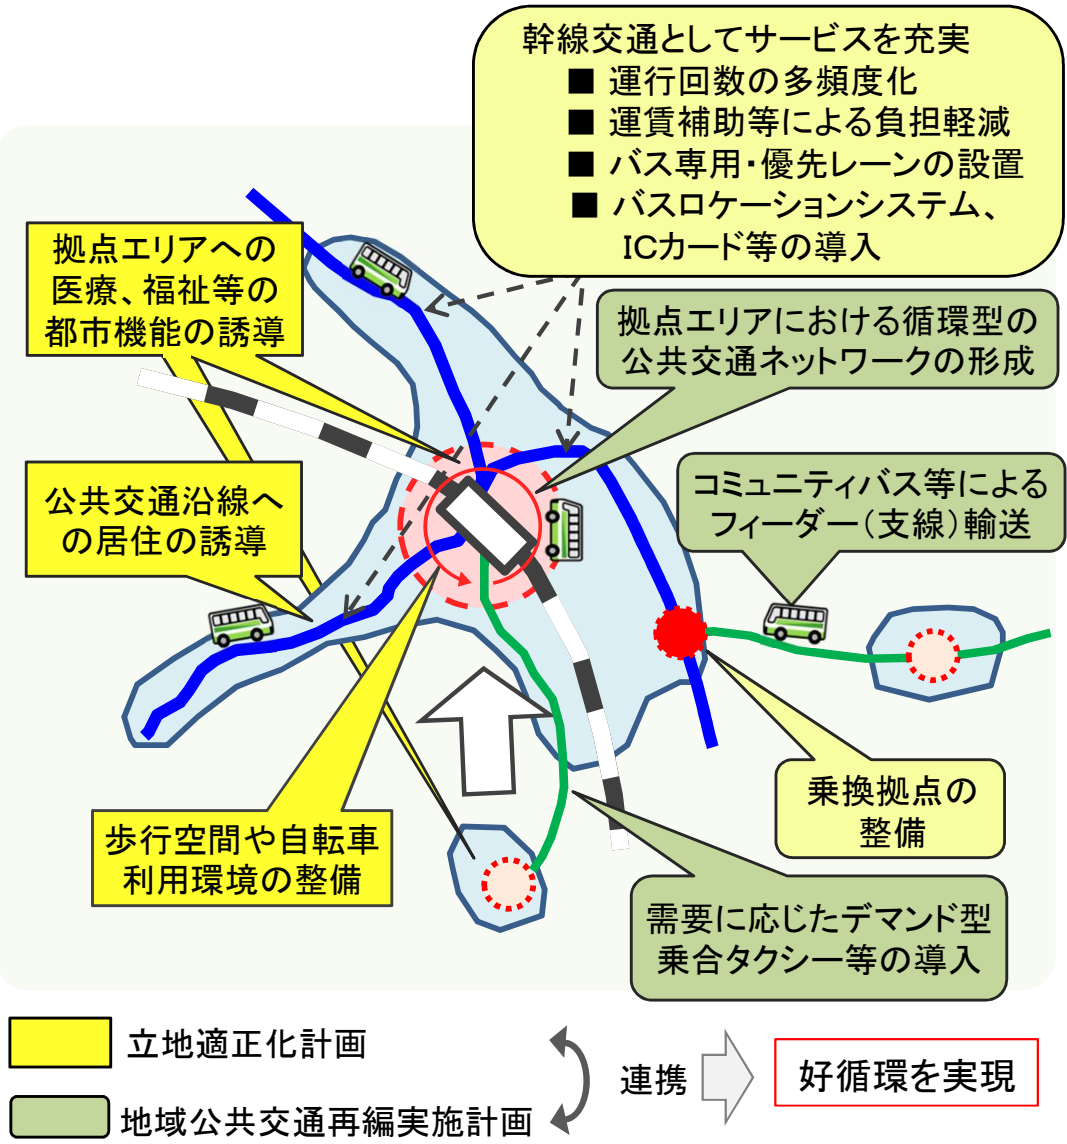 幹線交通としてサービスを充実
■ 運行回数の多頻度化
■ 運賃補助等による負担軽減
■ バス専用・優先レーンの設置
■ バスロケーションシステム、
ICカード等の導入
拠点エリアへの
医療、福祉等の
都市機能の誘導
拠点エリアにおける循環型の
公共交通ネットワークの形成
公共交通沿線へ
の居住の誘導
コミュニティバス等による
フィーダー(支線)輸送
歩行空間や自転車
利用環境の整備
乗換拠点の
整備
需要に応じたデマンド型
乗合タクシー等の導入
立地適正化計画
地域公共交通再編実施計画
連携
好循環を実現